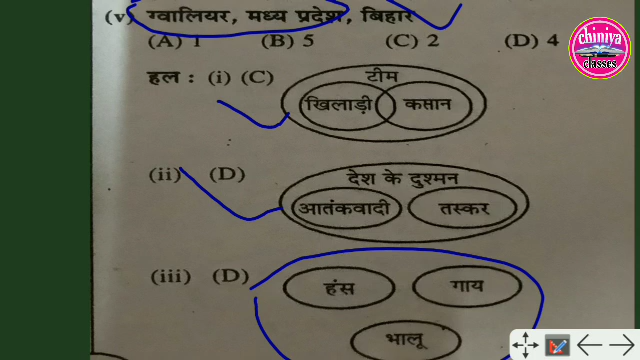 (v) ग्वालियर, मध्य प्रदेश, बिहार
(A) 1 (B) 5 (C) 2 (D) 4
chiniya
classes
हल : (i) (C)
टीम
खिलाड़ी कप्तान
(ii) (D)
देश के दुश्मन
आतंकवादी तस्कर
(iii) (D)
हंस गाय
भालू